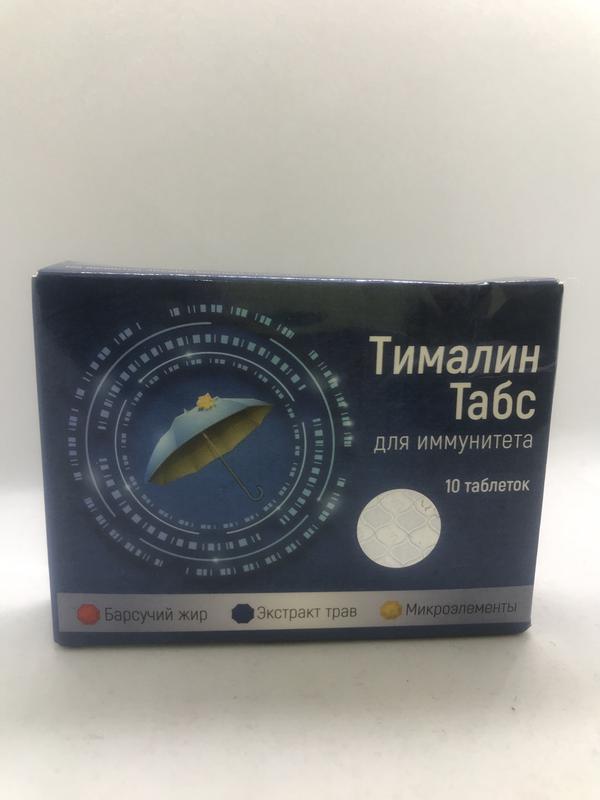 Тималин
Табс
для иммунитета
10 таблеток
Барсучий жир
Экстракт трав
Микроэлементы